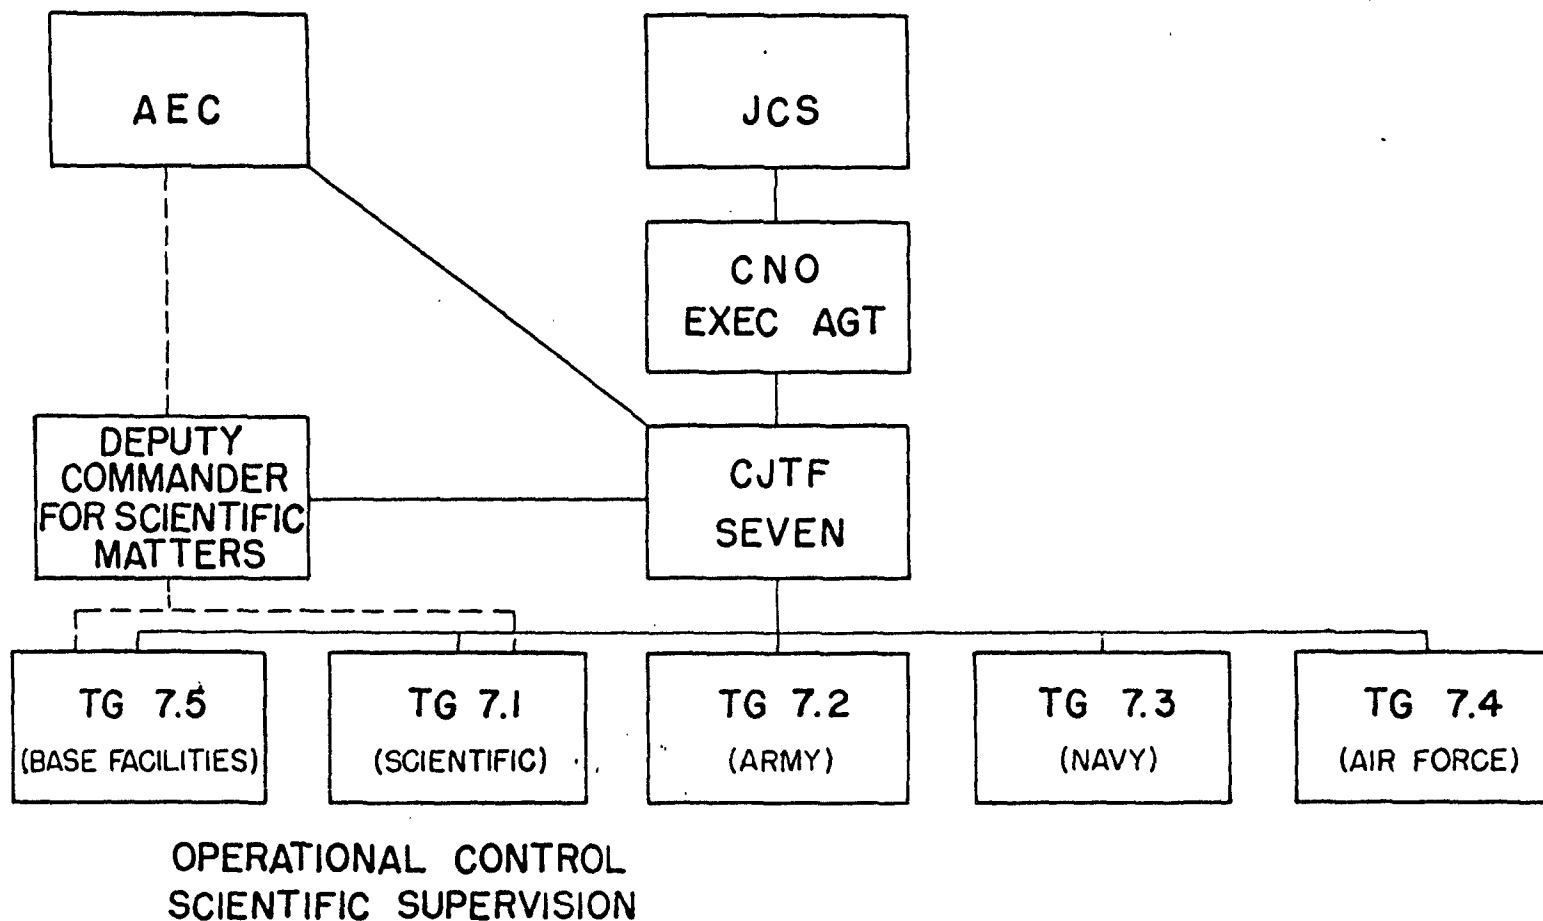 AEC
JCS
CNO
EXEC AGT
DEPUTY
COMMANDER
FOR SCIENTIFIC
MATTERS
CJTF
SEVEN
TG 7.5
(BASE FACILITIES)
TG 7.1
(SCIENTIFIC)
TG 7.2
(ARMY)
TG 7.3
(NAVY)
TG 7.4
(AIR FORCE)
OPERATIONAL CONTROL
SCIENTIFIC SUPERVISION